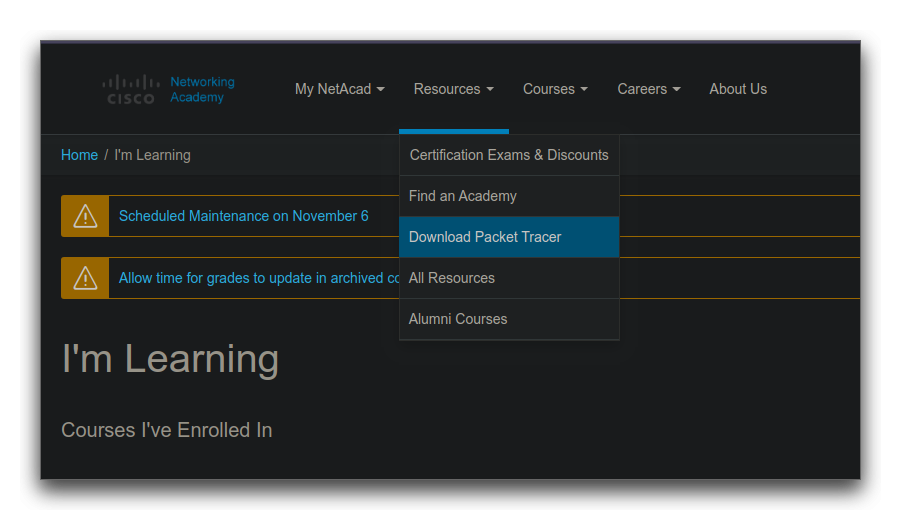 CISCO
Networking
Academy
My NetAcad
Resources
Courses
Careers
About Us
Home / I'm Learning
Certification Exams & Discounts
Find an Academy
Download Packet Tracer
All Resources
Alumni Courses
Scheduled Maintenance on November 6
Allow time for grades to update in archived
I'm Learning
Courses I've Enrolled In